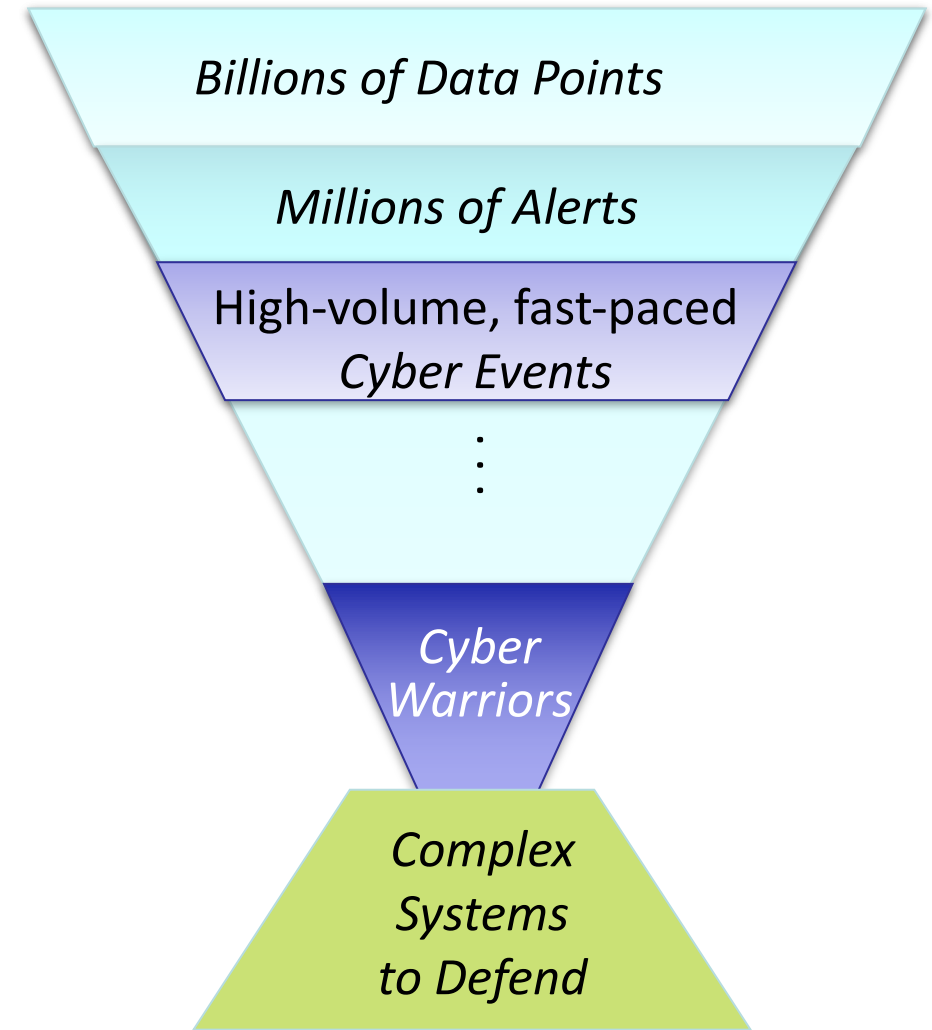 Billions of Data Points
Millions of Alerts
High-volume, fast-paced
Cyber Events
.
.
.
Cyber
Warriors
Complex
Systems
to Defend